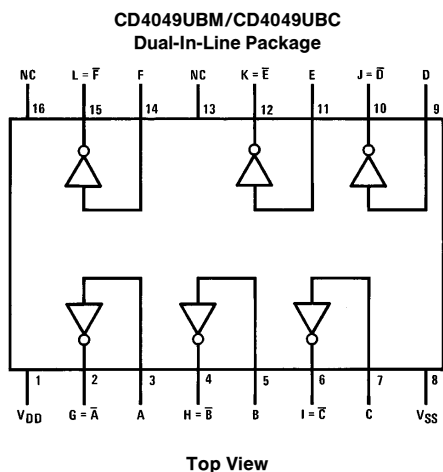 CD4049UBM/CD4049UBC
Dual-In-Line Package
NC L = F̅ F NC K = E̅ E J = D̅ D
16 15 14 13 12 11 10 9
1 2 3 4 5 6 7 8
VDD G = A̅ A H = B̅ B I = C̅ C VSS
Top View